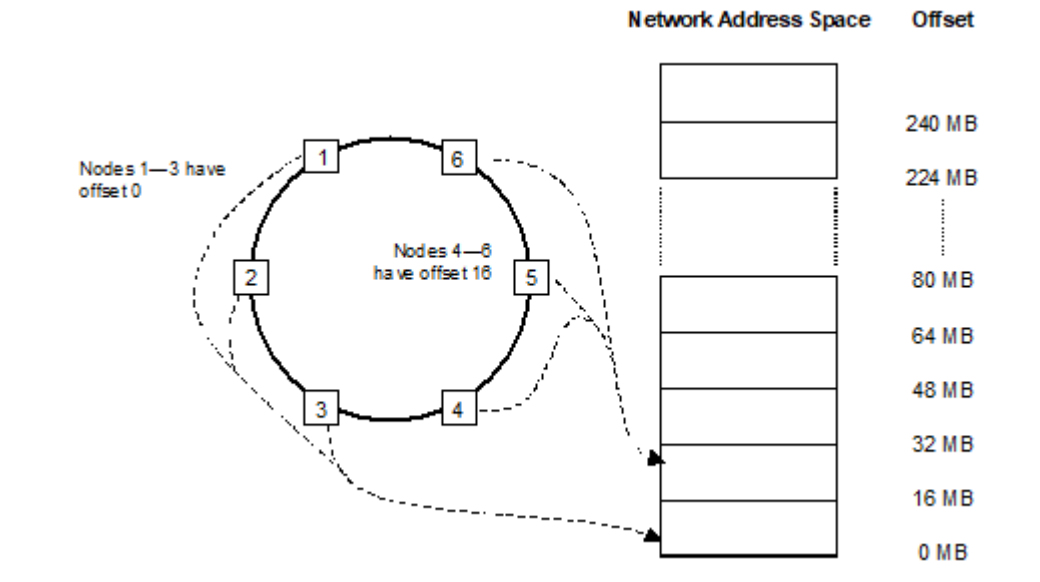 Network Address Space Offset
240 MB
224 MB
80 MB
64 MB
48 MB
32 MB
16 MB
0 MB
Nodes 1—3 have
offset 0
Nodes 4—6
have offset 16
1
6
2
5
3
4